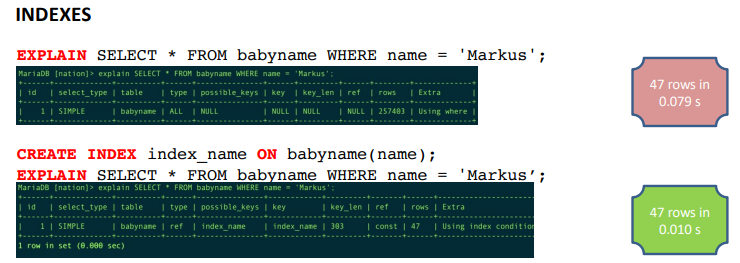 INDEXES
EXPLAIN SELECT * FROM babyname WHERE name = 'Markus';
MariaDB [nation]> explain SELECT * FROM babyname WHERE name = 'Markus';
| id | select_type | table | type | possible_keys | key | key_len | ref | rows | Extra |
| 1 | SIMPLE | babyname | ALL | NULL | NULL | NULL | NULL | 257403 | Using where |
47 rows in
0.079 s
CREATE INDEX index_name ON babyname(name);
EXPLAIN SELECT * FROM babyname WHERE name = 'Markus’;
MariaDB [nation]> explain SELECT * FROM babyname WHERE name = 'Markus';
| id | select_type | table | type | possible_keys | key | key_len | ref | rows | Extra
| 1 | SIMPLE | babyname | ref | index_name | index_name | 303 | const | 47 | Using index condition
1 row in set (0.000 sec)
47 rows in
0.010 s